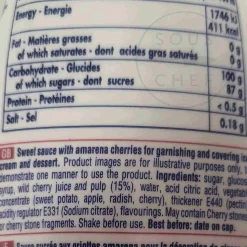 Energy - Energie
1746 kJ
411 kcal
Fat - Matières grasses
0 g
of which saturates - dont acides gras saturés
0 g
Carbohydrate - Glucides
100 g
of which sugars - dont sucres
87 g
Protein - Protéines
< 0.5 g
Salt - Sel
0.18 g
GB Sweet sauce with amarena cherries for garnishing and covering
cream and dessert. Product images are for illustrative purposes only,
demonstrate one manner to use the product. Ingredients: sugar, glucose
syrup, wild cherry juice and pulp (15%), water, acid citric acid, vegetable
concentrate (sweet potato, apple, radish, cherry), thickener E440
acidity regulator E331 (Sodium citrate), flavourings. May contain Cherry stones
or cherry stone fragments. Shake before use. Best before: date on cap.